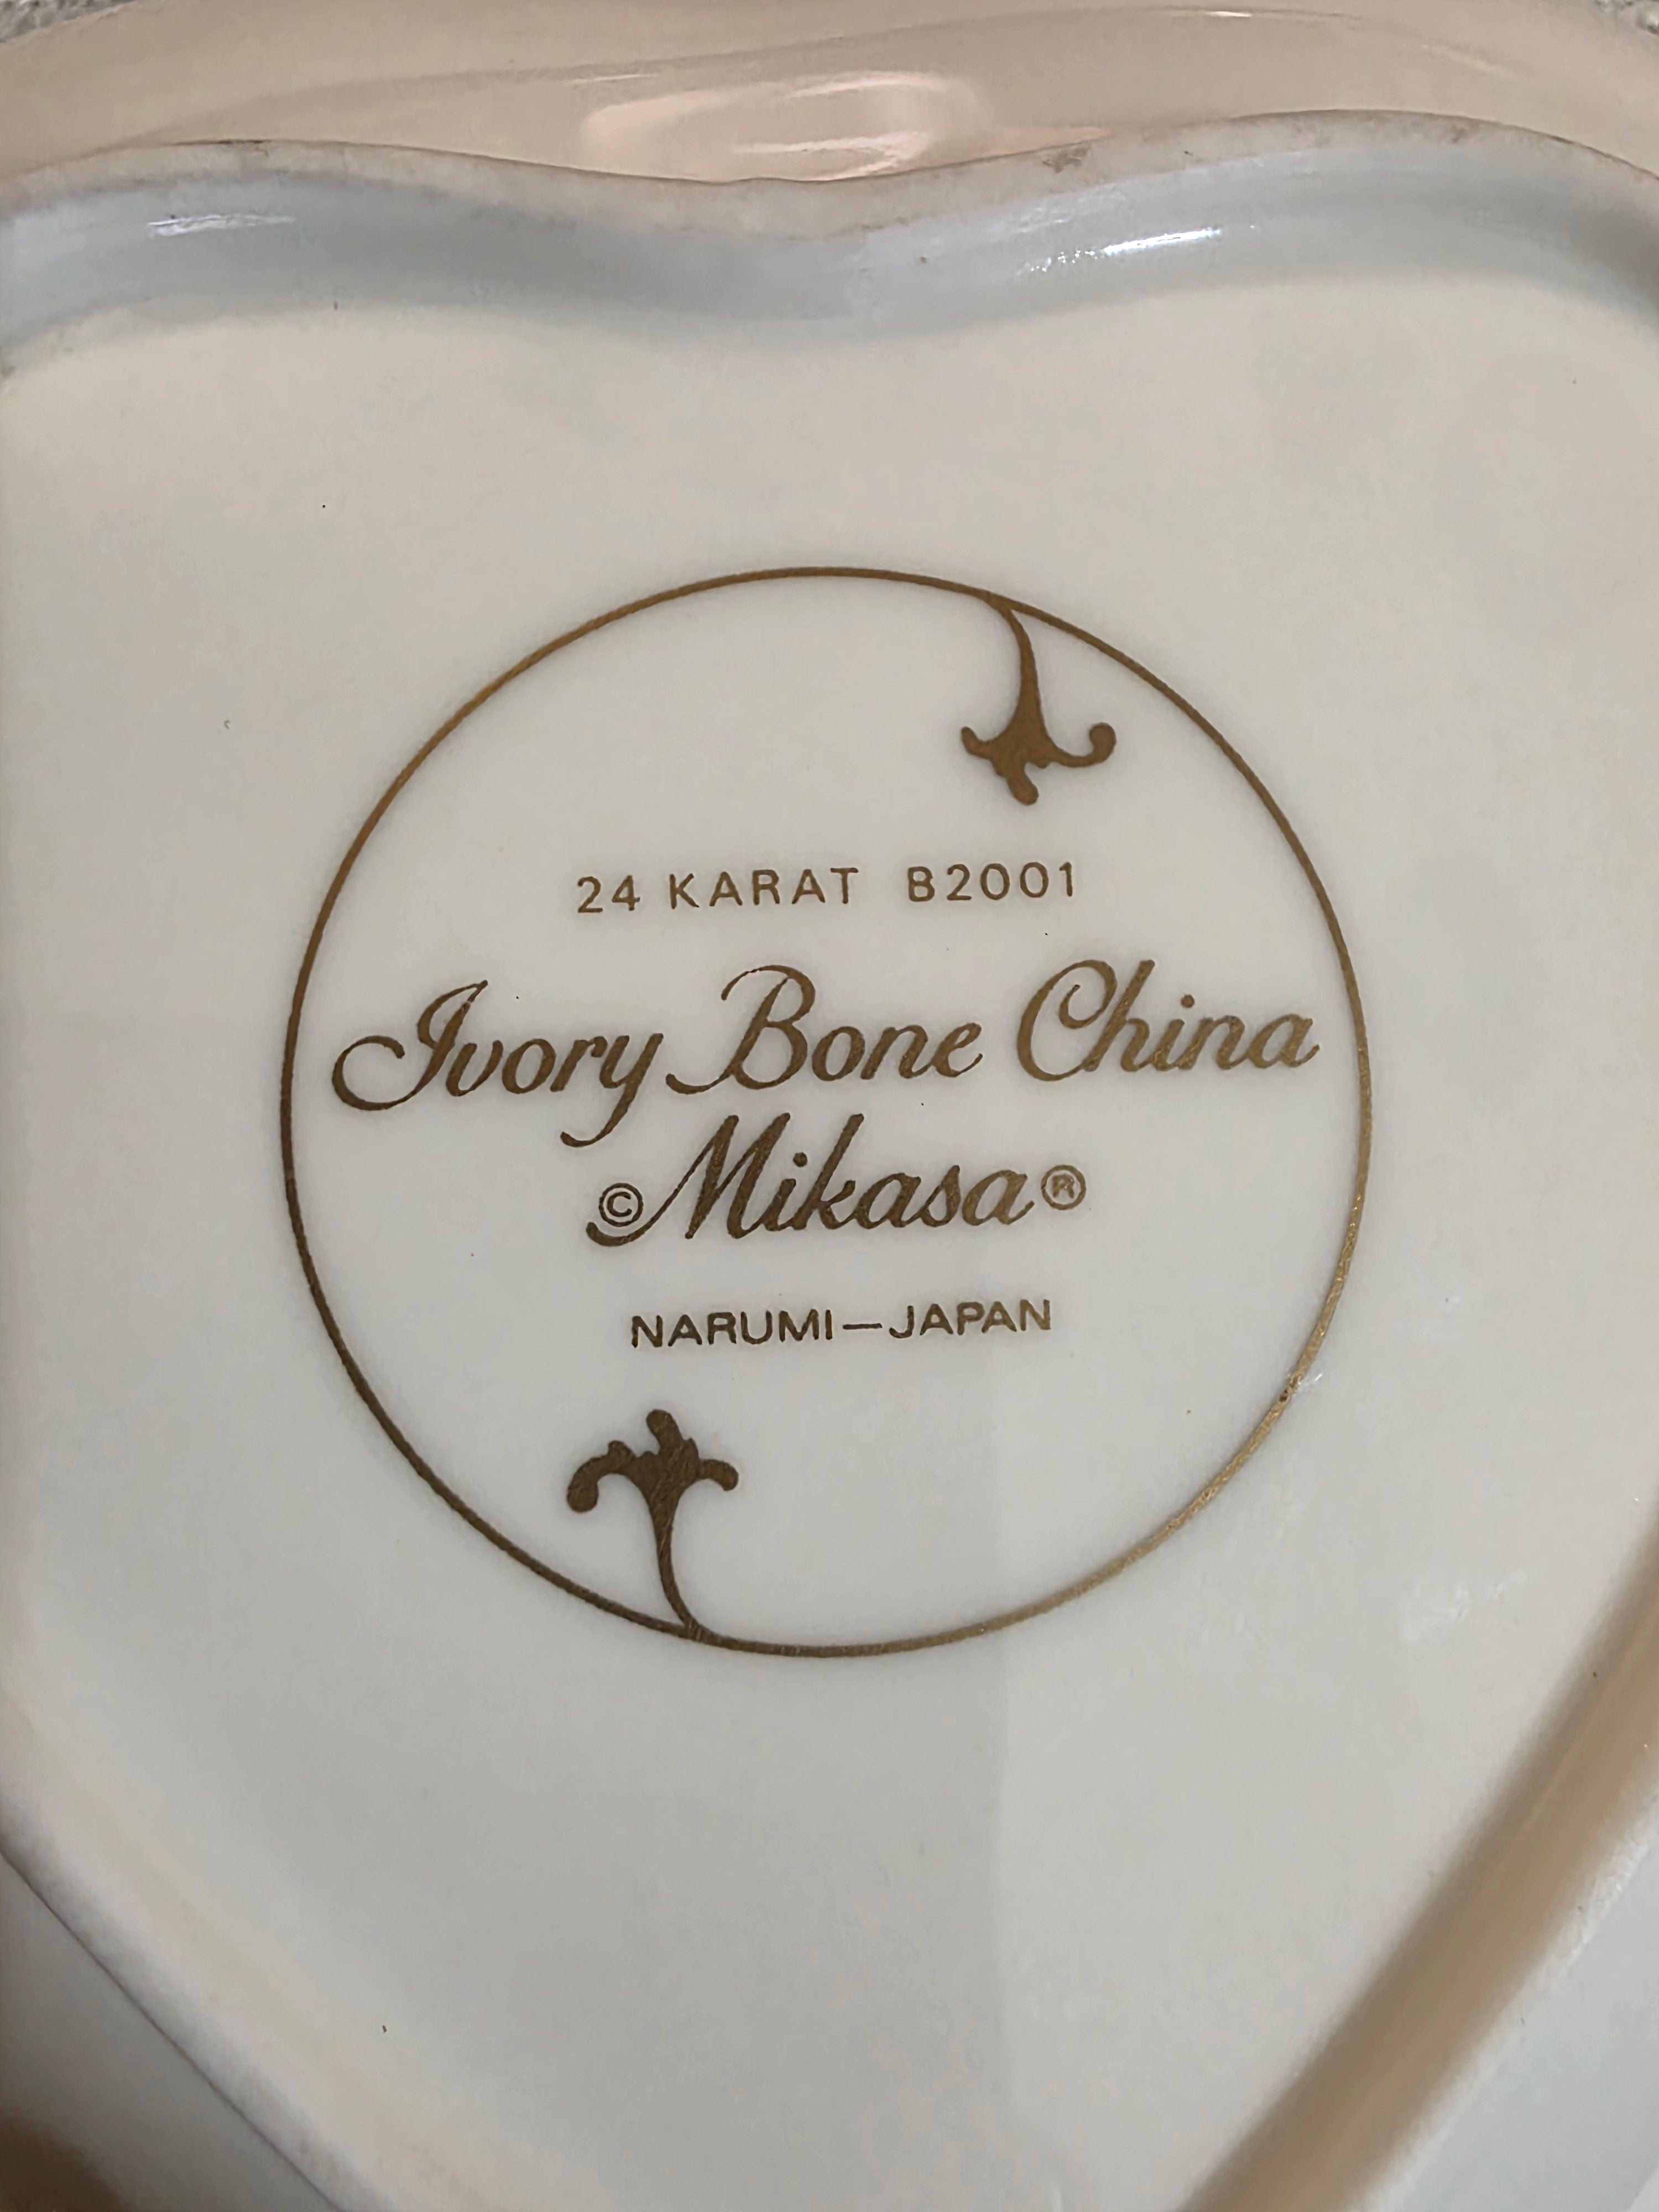 24 KARAT B2001
Ivory Bone China
©Mikasa®
NARUMI—JAPAN